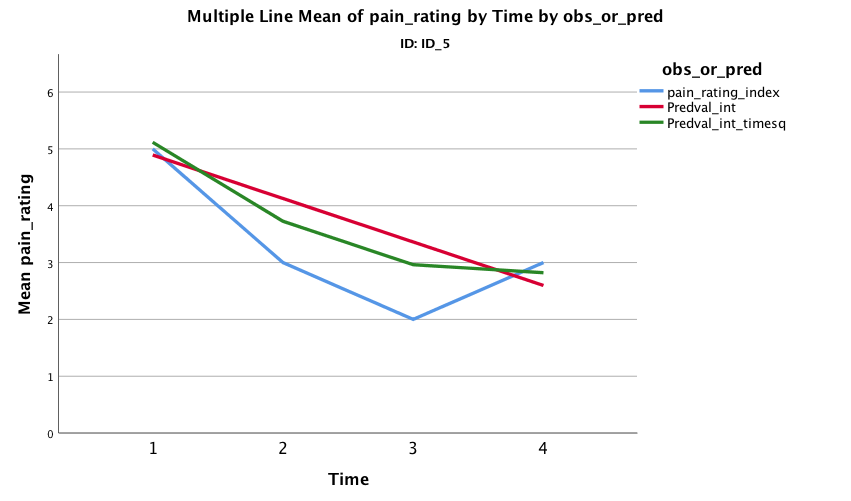 Multiple Line Mean of pain_rating by Time by obs_or_pred
ID: ID_5
obs_or_pred
pain_rating_index
Predval_int
Predval_int_timesq
Mean pain_rating
6
5
4
3
2
1
0
1 2 3 4
Time